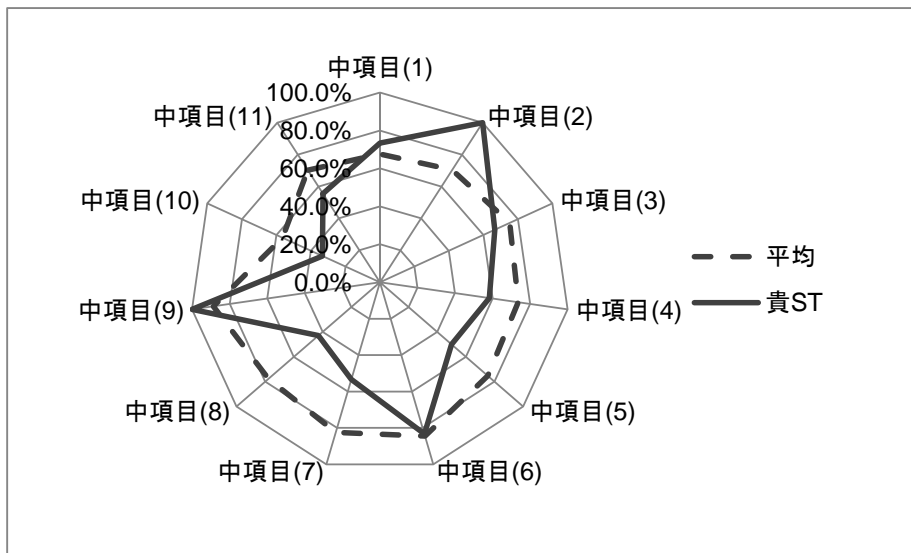 中項目(1)
中項目(2)
中項目(3)
中項目(4)
中項目(5)
中項目(6)
中項目(7)
中項目(8)
中項目(9)
中項目(10)
中項目(11)
100.0%
80.0%
60.0%
40.0%
20.0%
0.0%
平均
貴ST